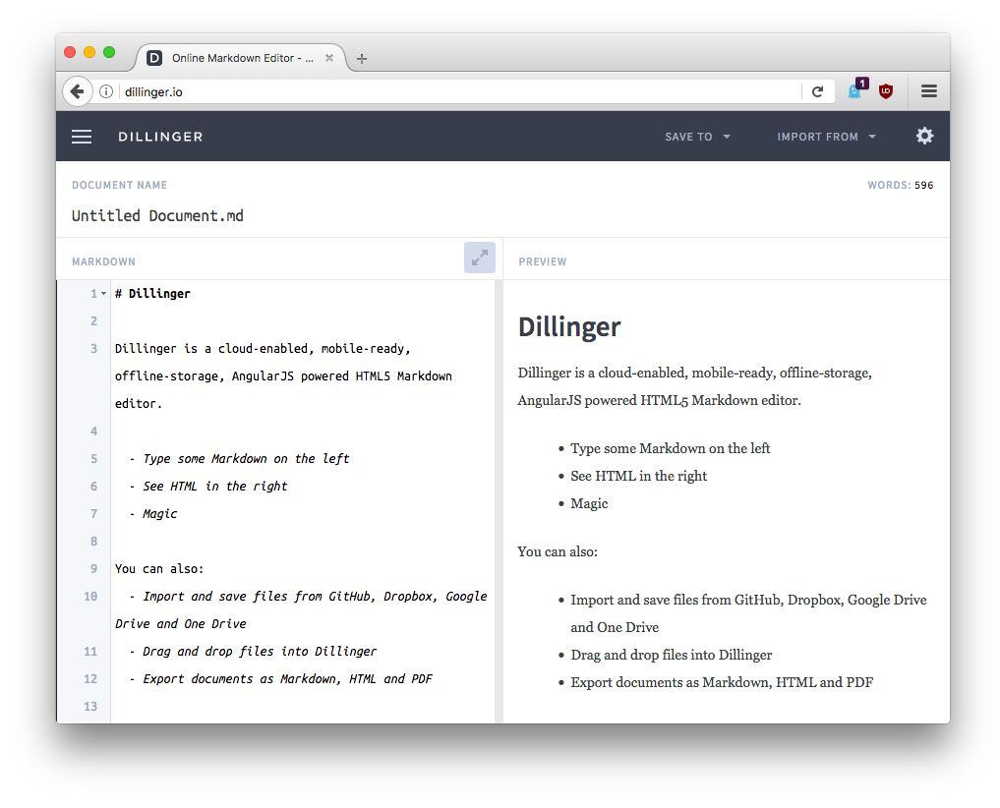 Online Markdown Editor - ...
dillinger.io
1
DILLINGER
SAVE TO
IMPORT FROM
DOCUMENT NAME
WORDS: 596
Untitled Document.md
MARKDOWN
1 # Dillinger
2
3 Dillinger is a cloud-enabled, mobile-ready,
offline-storage, AngularJS powered HTML5 Markdown
editor.
4
5 - Type some Markdown on the left
6 - See HTML in the right
7 - Magic
8
9 You can also:
10 - Import and save files from GitHub, Dropbox, Google
Drive and One Drive
11 - Drag and drop files into Dillinger
12 - Export documents as Markdown, HTML and PDF
13
PREVIEW
Dillinger
Dillinger is a cloud-enabled, mobile-ready, offline-storage,
AngularJS powered HTML5 Markdown editor.
• Type some Markdown on the left
• See HTML in the right
• Magic
You can also:
• Import and save files from GitHub, Dropbox, Google Drive
and One Drive
• Drag and drop files into Dillinger
• Export documents as Markdown, HTML and PDF